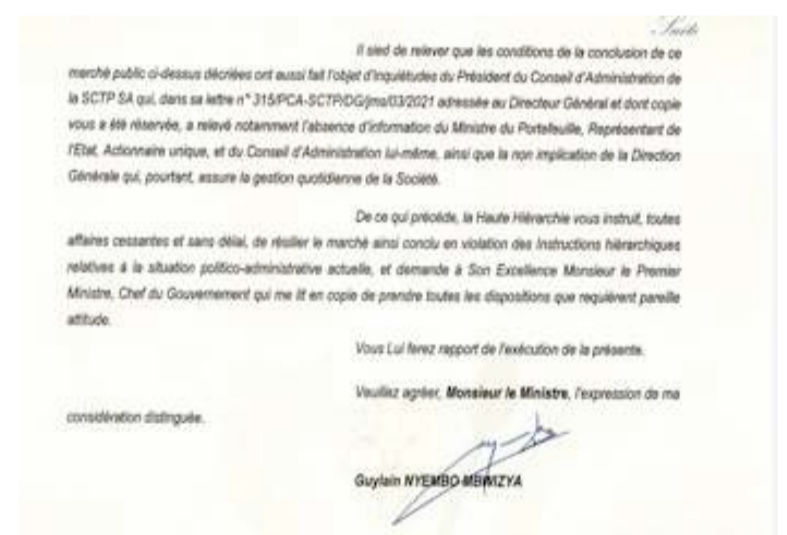 Suite
Il sied de relever que les conditions de la conclusion de ce
marché public ci-dessus décriées ont aussi fait l'objet d'inquiétudes du Président du Conseil d'Administration de
la SCTP SA qui, dans sa lettre n° 315/PCA-SCTP/DG/jms/03/2021 adressée au Directeur Général et dont copie
vous a été réservée, a relevé notamment l'absence d'information du Ministre du Portefeuille, Représentant de
l'Etat, Actionnaire unique, et du Conseil d'Administration lui-même, ainsi que la non implication de la Direction
Générale qui, pourtant, assure la gestion quotidienne de la Société.
De ce qui précède, la Haute Hiérarchie vous instruit, toutes
affaires cessantes et sans délai, de résilier le marché ainsi conclu en violation des Instructions hiérarchiques
relatives à la situation politico-administrative actuelle, et demande à Son Excellence Monsieur le Premier
Ministre, Chef du Gouvernement qui me lit en copie de prendre toutes les dispositions que requièrent pareille
attitude.
Vous Lui ferez rapport de l'exécution de la présente.
Veuillez agréer, Monsieur le Ministre, l'expression de ma
considération distinguée.
Guylain NYEMBO MBWIZYA